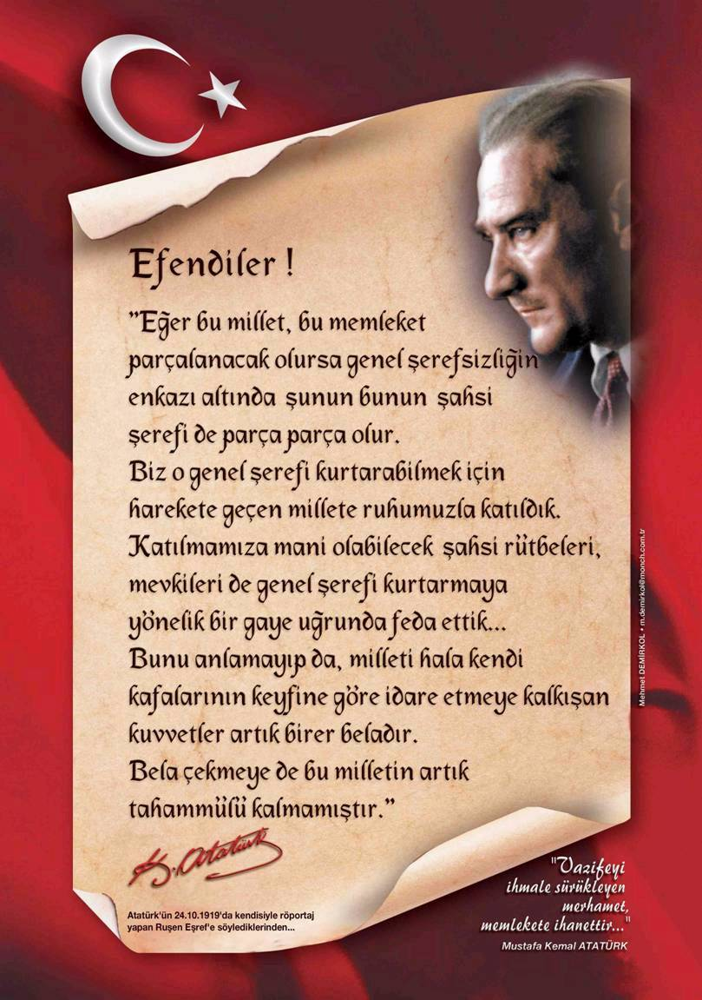 Efendiler !
"Eğer bu millet, bu memleket
parçalanacak olursa genel şerefsizliğin
enkazı altında şunun bunun şahsi
şerefi de parça parça olur.
Biz o genel şerefi kurtarabilmek için
harekete geçen millete ruhumuzla katıldık.
Katılmamıza mani olabilecek şahsi rütbeleri,
mevkileri de genel şerefi kurtarmaya
yönelik bir gaye uğrunda feda ettik...
Bunu anlamayıp da, milleti hala kendi
kafalarının keyfine göre idare etmeye kalkışan
kuvvetler artık birer beladır.
Bela çekmeye de bu milletin artık
tahammülü kalmamıştır."
K. Atatürk
Atatürk'ün 24.10.1919'da kendisiyle röportaj
yapan Ruşen Eşref'e söylediklerinden...
"Vazifeyi
ihmale sürükleyen
merhamet,
memlekete ihanettir..."
Mustafa Kemal ATATÜRK
Mehmet DEMİRKOL • m.demirkol@monch.com.tr